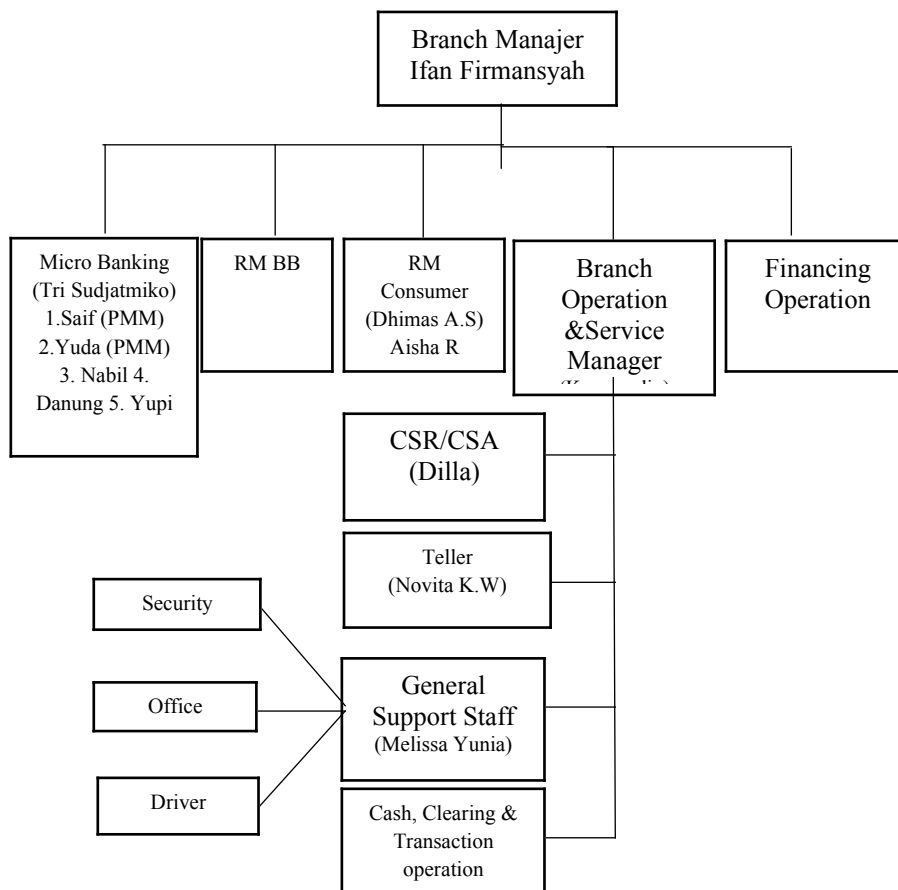 Branch Manajer
Ifan Firmansyah
Micro Banking
(Tri Sudjatmiko)
1.Saif (PMM)
2.Yuda (PMM)
3. Nabil 4.
Danung 5. Yupi
RM BB
RM
Consumer
(Dhimas A.S)
Aisha R
Branch
Operation
&Service
Manager
Financing
Operation
CSR/CSA
(Dilla)
Teller
(Novita K.W)
Security
Office
Driver
General
Support Staff
(Melissa Yunia)
Cash, Clearing &
Transaction
operation